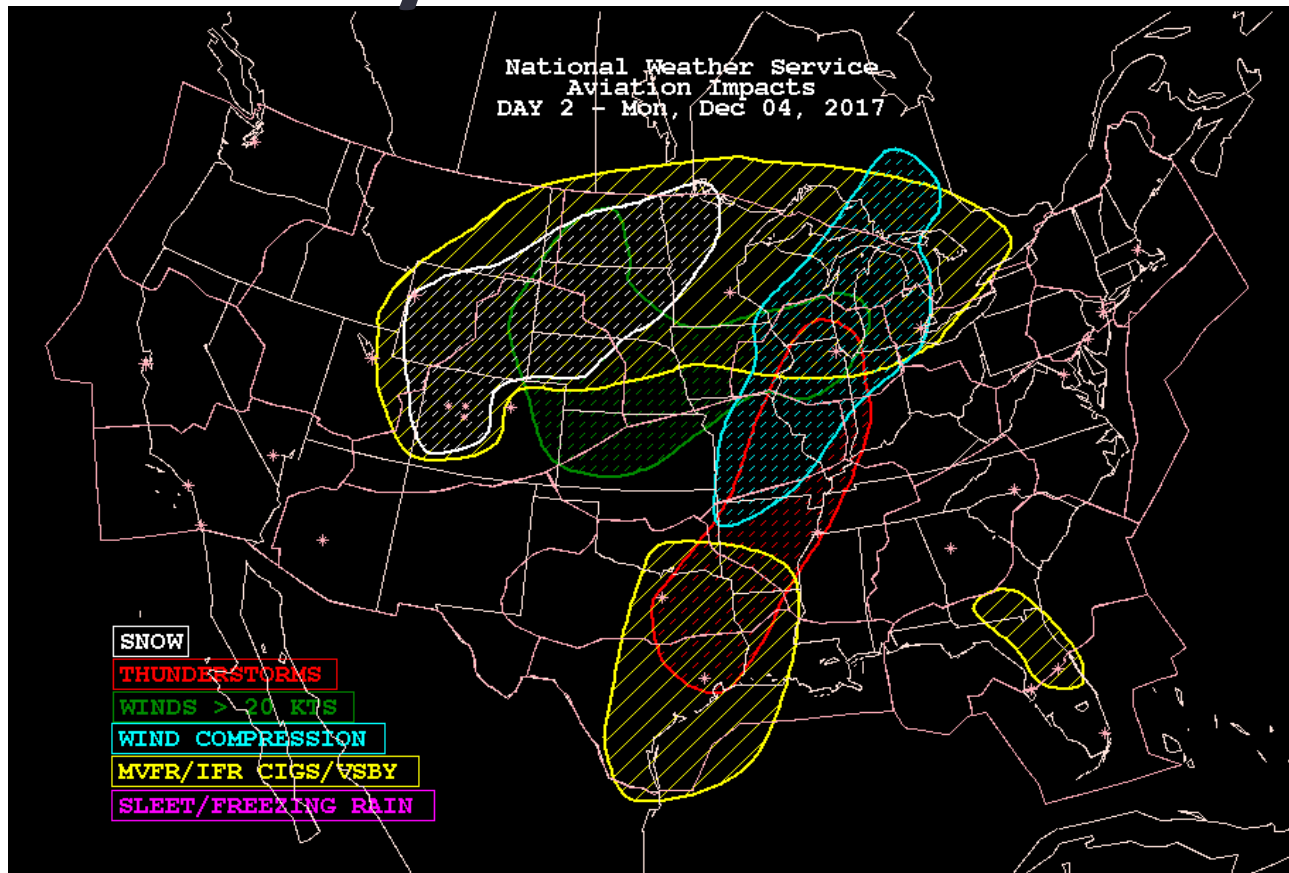 National Weather Service
Aviation Impacts
DAY 2 - Mon, Dec 04, 2017
SNOW
THUNDERSTORMS
WINDS > 20 KTS
WIND COMPRESSION
MVFR/IFR CIGS/VSBY
SLEET/FREEZING RAIN